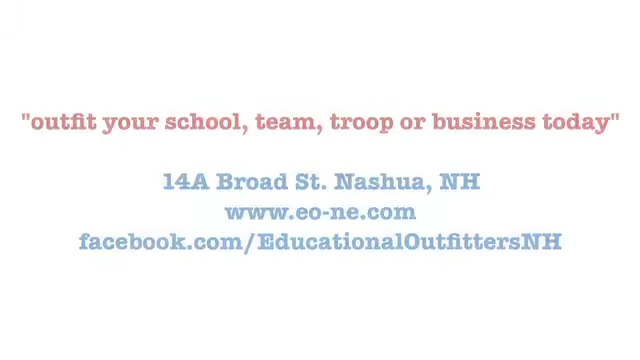 "outfit your school, team, troop or business today"
14A Broad St. Nashua, NH
www.eo-ne.com
facebook.com/EducationalOutfittersNH